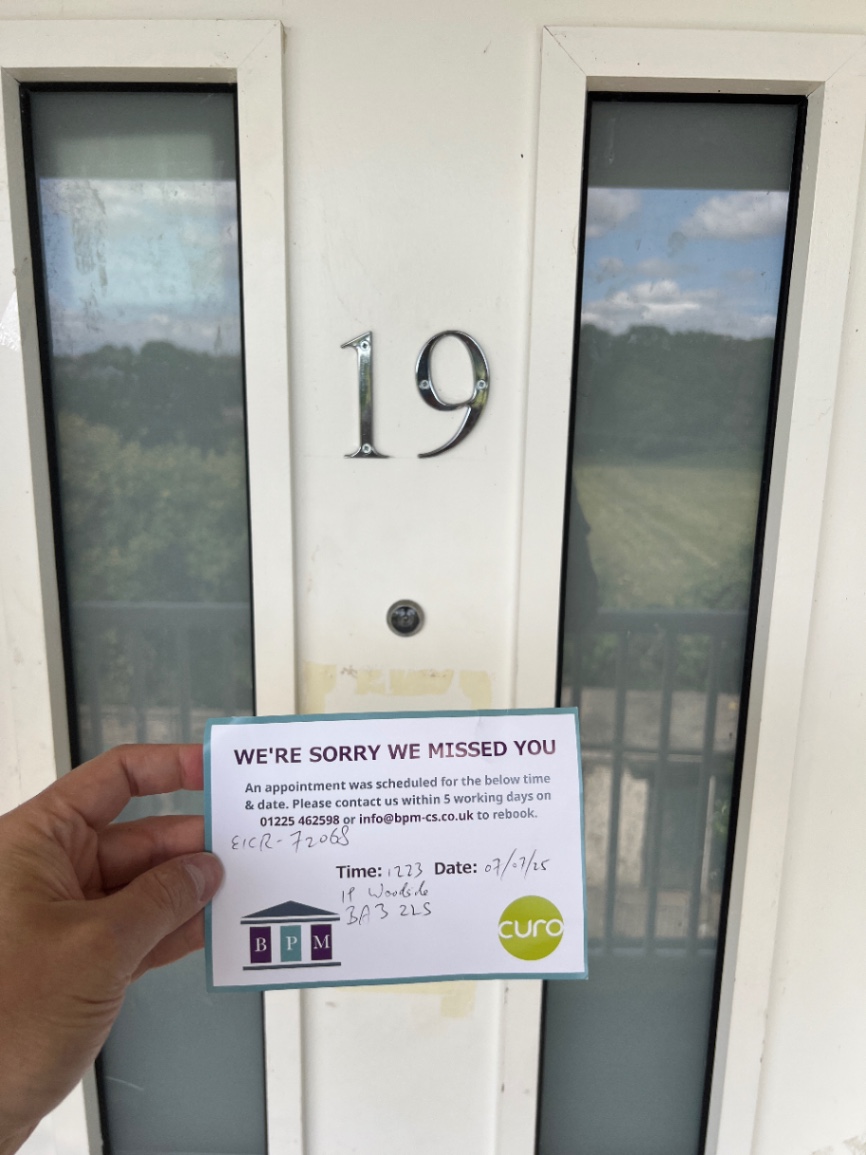 19
WE'RE SORRY WE MISSED YOU
An appointment was scheduled for the below time
& date. Please contact us within 5 working days on
01225 462598 or info@bpm-cs.co.uk to rebook.
EICR - 72068
Time: 1223 Date: 07/07/25
19 Woodside
BA3 2LS
BPM
curo